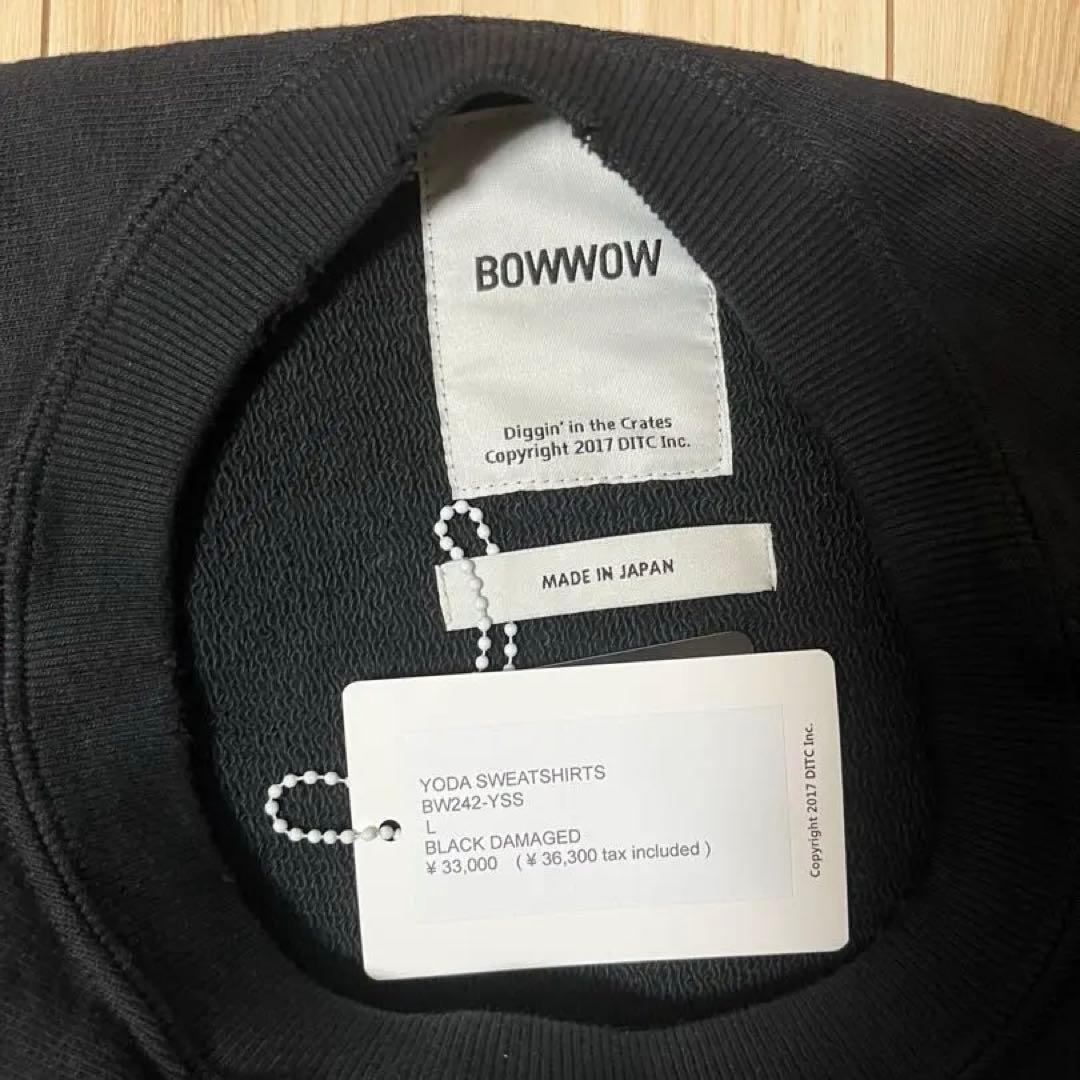 BOWWOW
Diggin' in the Crates
Copyright 2017 DITC Inc.
MADE IN JAPAN
YODA SWEATSHIRTS
BW242-YSS
L
BLACK DAMAGED
¥ 33,000 (¥ 36,300 tax included )
Copyright 2017 DITC Inc.